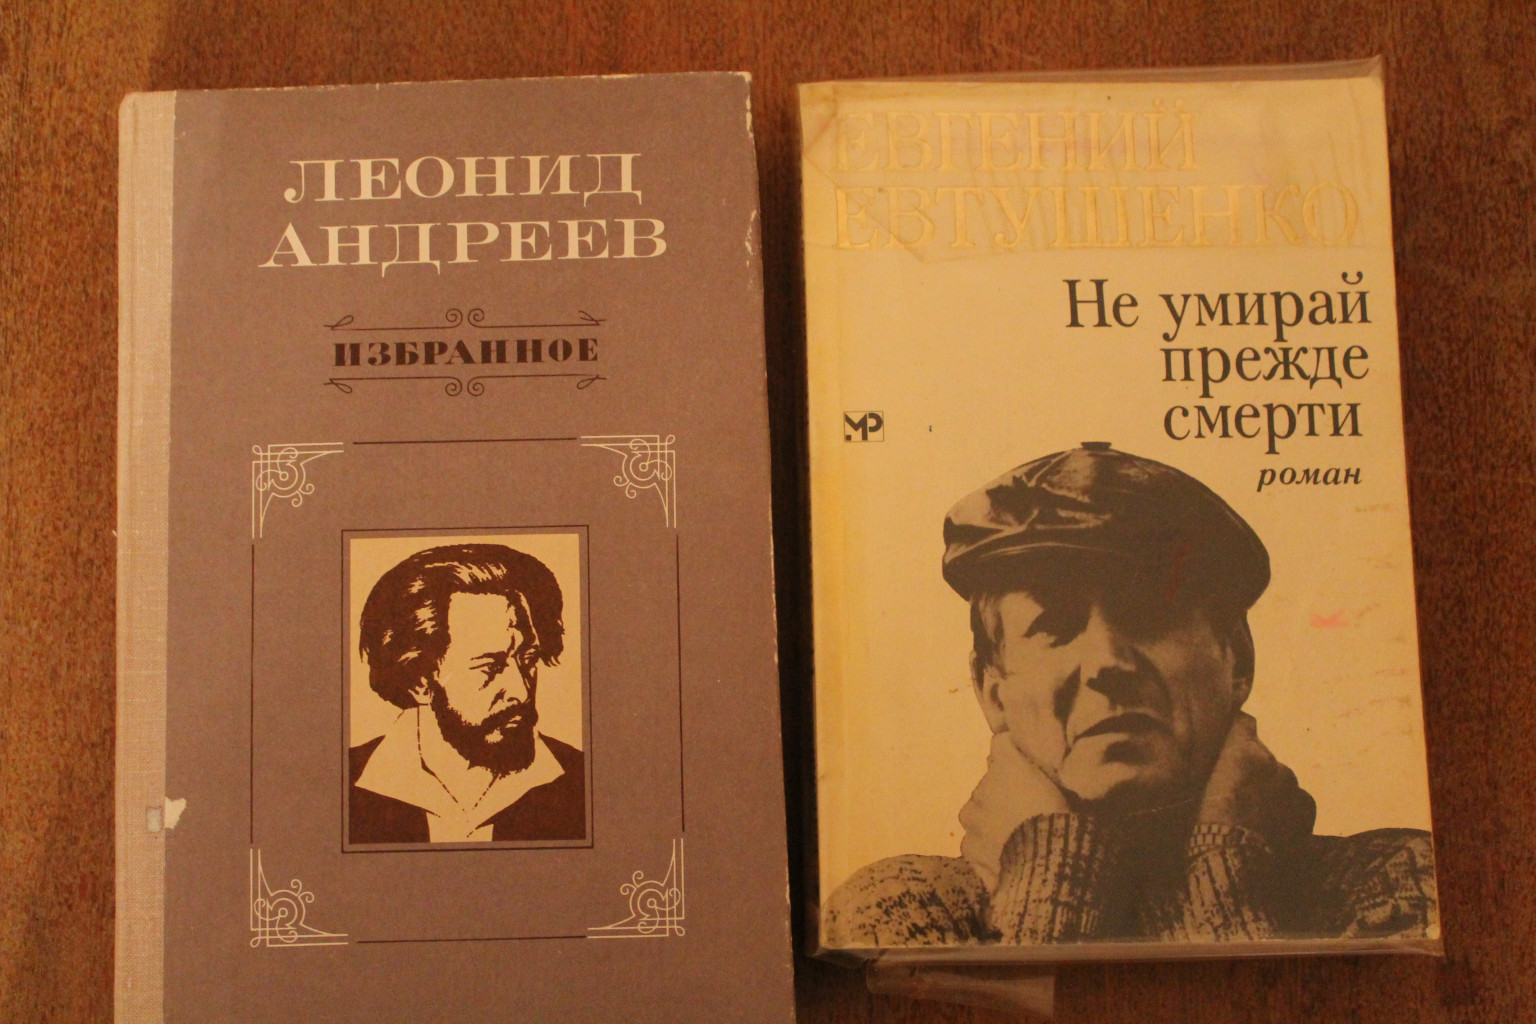 ЛЕОНИД
АНДРЕЕВ
ИЗБРАННОЕ
ЕВГЕНИЙ
ЕВТУШЕНКО
Не умирай
прежде
смерти
роман
МР